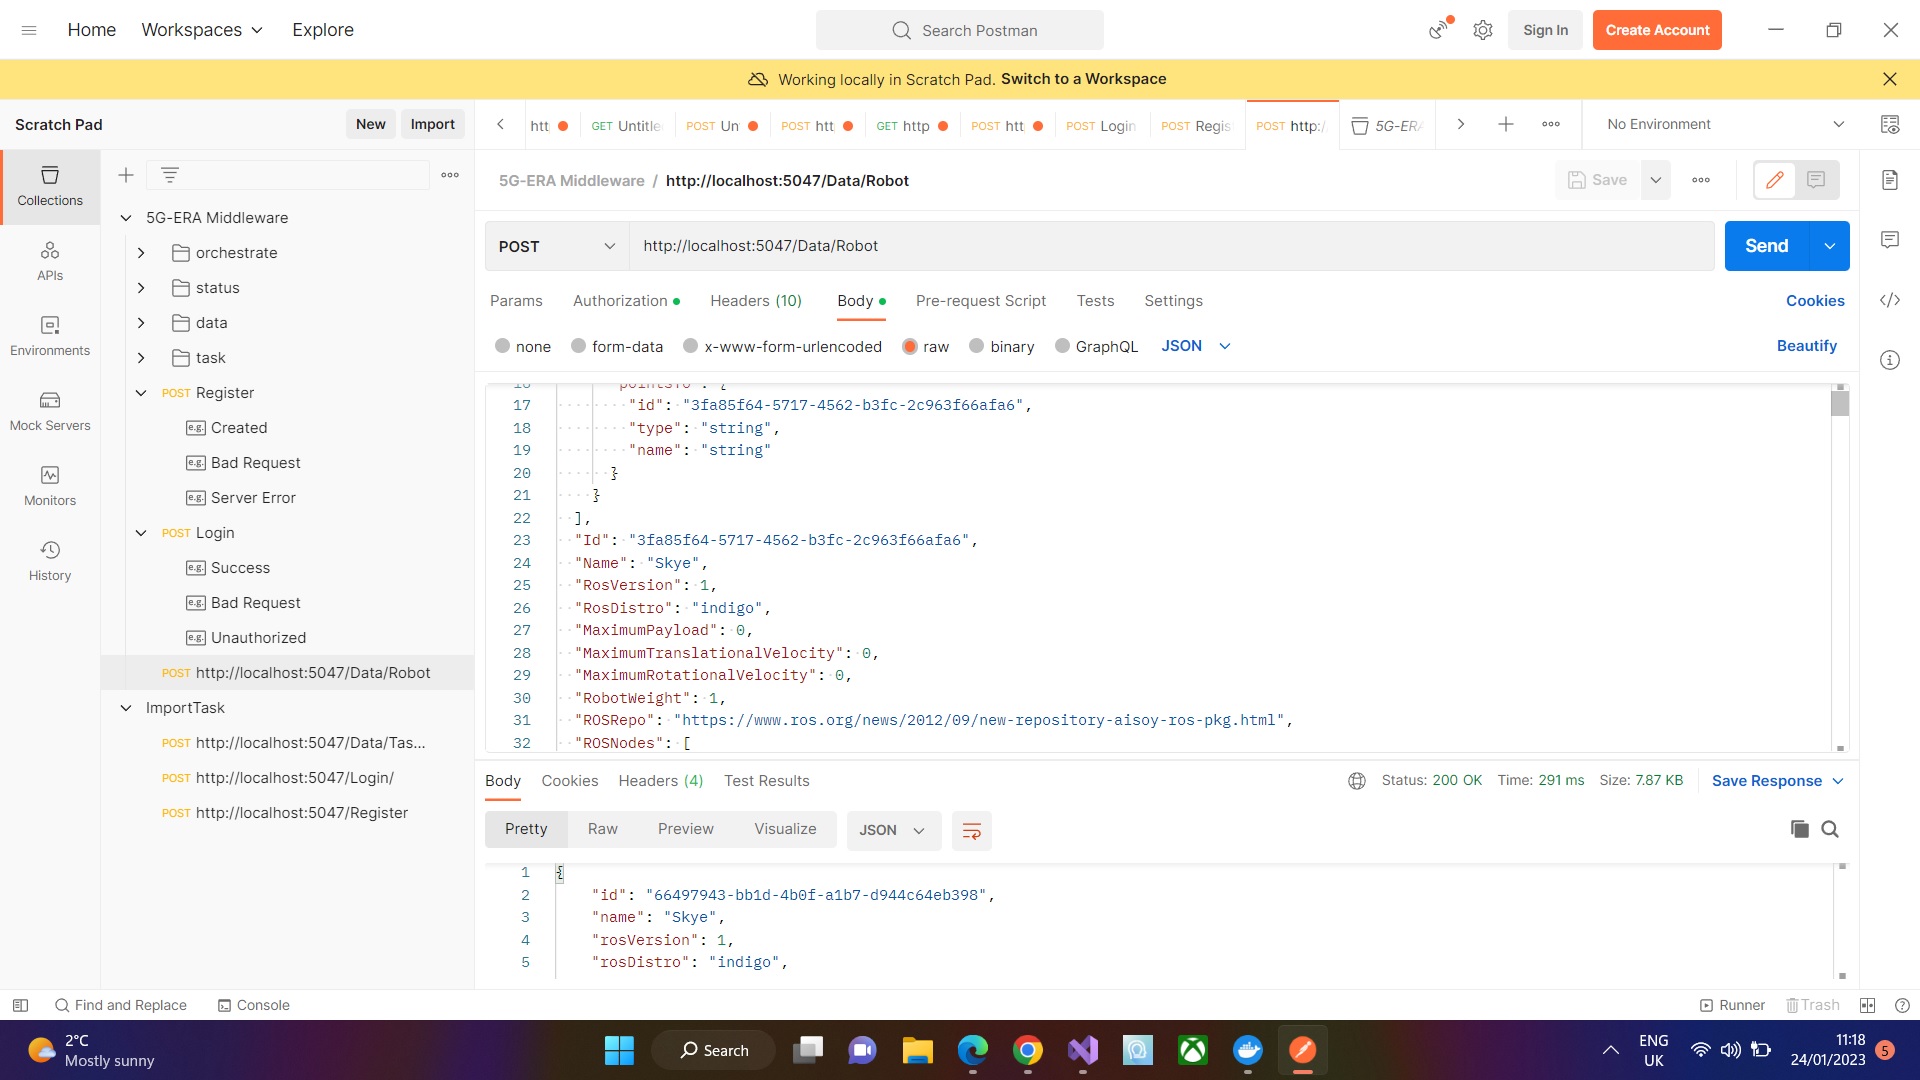 Home Workspaces Explore
Search Postman
Sign In Create Account
Working locally in Scratch Pad. Switch to a Workspace
Scratch Pad New Import
htt GET Untitle POST Un POST htt GET http POST htt POST Login POST Regis POST http:/ 5G-ERA No Environment
Collections
APIs
Environments
Mock Servers
Monitors
History
5G-ERA Middleware
orchestrate
status
data
task
POST Register
e.g. Created
e.g. Bad Request
e.g. Server Error
POST Login
e.g. Success
e.g. Bad Request
e.g. Unauthorized
POST http://localhost:5047/Data/Robot
ImportTask
POST http://localhost:5047/Data/Tas...
POST http://localhost:5047/Login/
POST http://localhost:5047/Register
5G-ERA Middleware / http://localhost:5047/Data/Robot Save
POST http://localhost:5047/Data/Robot Send
Params Authorization Headers (10) Body Pre-request Script Tests Settings Cookies
none form-data x-www-form-urlencoded raw binary GraphQL JSON Beautify
17 "id": "3fa85f64-5717-4562-b3fc-2c963f66afa6",
18 "type": "string",
19 "name": "string"
20 }
21 }
22 ],
23 "Id": "3fa85f64-5717-4562-b3fc-2c963f66afa6",
24 "Name": "Skye",
25 "RosVersion": 1,
26 "RosDistro": "indigo",
27 "MaximumPayload": 0,
28 "MaximumTranslationalVelocity": 0,
29 "MaximumRotationalVelocity": 0,
30 "RobotWeight": 1,
31 "ROSRepo": "https://www.ros.org/news/2012/09/new-repository-aisoy-ros-pkg.html",
32 "ROSNodes": [
Body Cookies Headers (4) Test Results Status: 200 OK Time: 291 ms Size: 7.87 KB Save Response
Pretty Raw Preview Visualize JSON
1 {
2 "id": "66497943-bb1d-4b0f-a1b7-d944c64eb398",
3 "name": "Skye",
4 "rosVersion": 1,
5 "rosDistro": "indigo",
Find and Replace Console Runner Trash
2°C
Mostly sunny
Search
ENG
UK
11:18
24/01/2023
5